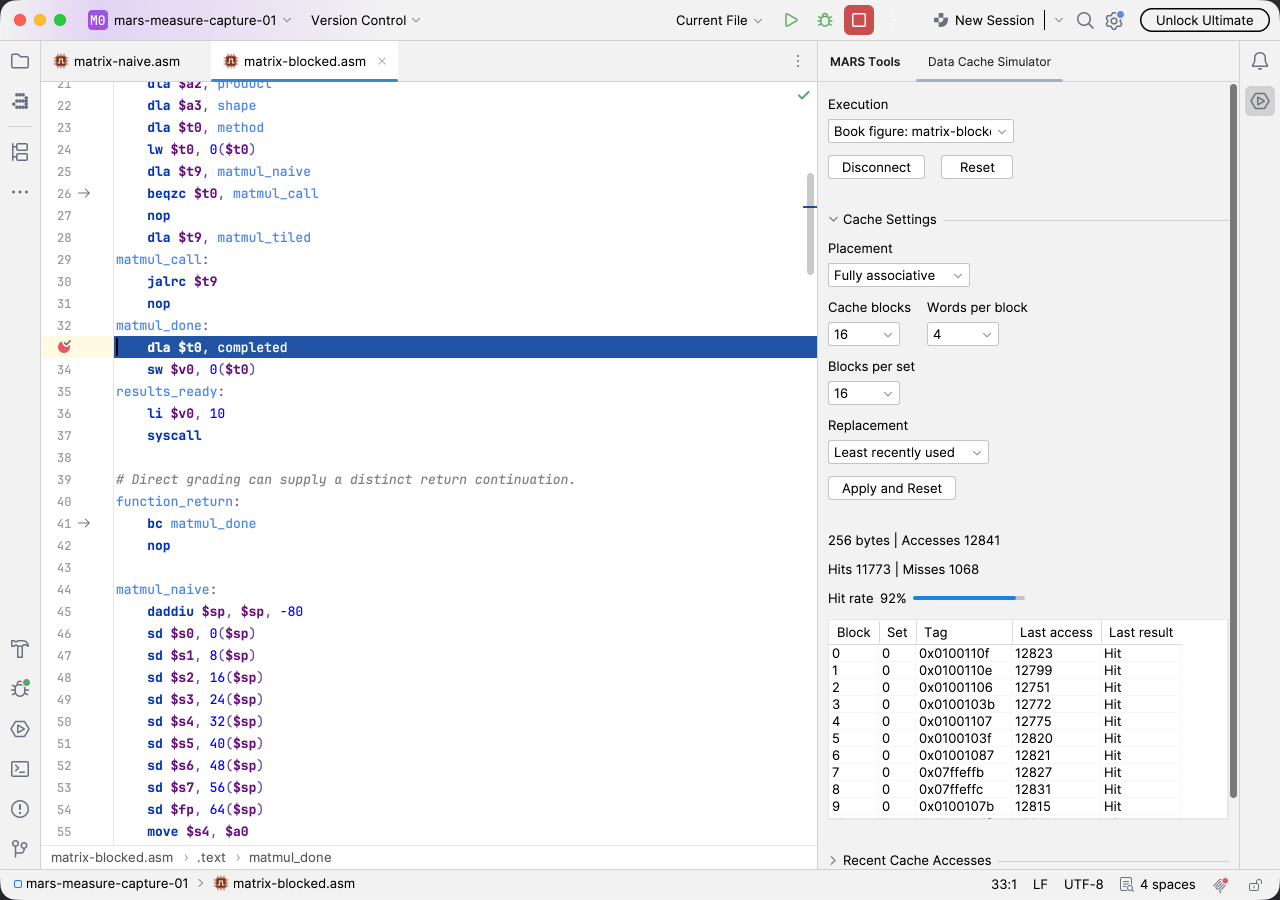 M0 mars-measure-capture-01 Version Control Current File New Session Unlock Ultimate
matrix-naive.asm matrix-blocked.asm
21 dla $a2, product
22 dla $a3, shape
23 dla $t0, method
24 lw $t0, 0($t0)
25 dla $t9, matmul_naive
26 beqzc $t0, matmul_call
27 nop
28 dla $t9, matmul_tiled
29 matmul_call:
30 jalrc $t9
31 nop
32 matmul_done:
dla $t0, completed
34 sw $v0, 0($t0)
35 results_ready:
36 li $v0, 10
37 syscall
38
39 # Direct grading can supply a distinct return continuation.
40 function_return:
41 bc matmul_done
42 nop
43
44 matmul_naive:
45 daddiu $sp, $sp, -80
46 sd $s0, 0($sp)
47 sd $s1, 8($sp)
48 sd $s2, 16($sp)
49 sd $s3, 24($sp)
50 sd $s4, 32($sp)
51 sd $s5, 40($sp)
52 sd $s6, 48($sp)
53 sd $s7, 56($sp)
54 sd $fp, 64($sp)
55 move $s4, $a0
matrix-blocked.asm › .text › matmul_done
MARS Tools Data Cache Simulator
Execution
Book figure: matrix-blocke
Disconnect Reset
Cache Settings
Placement
Fully associative
Cache blocks Words per block
16 4
Blocks per set
16
Replacement
Least recently used
Apply and Reset
256 bytes | Accesses 12841
Hits 11773 | Misses 1068
Hit rate 92%
Block Set Tag Last access Last result
0 0 0x0100110f 12823 Hit
1 0 0x0100110e 12799 Hit
2 0 0x01001106 12751 Hit
3 0 0x0100103b 12772 Hit
4 0 0x01001107 12775 Hit
5 0 0x0100103f 12820 Hit
6 0 0x01001087 12821 Hit
7 0 0x07ffeffb 12827 Hit
8 0 0x07ffeffc 12831 Hit
9 0 0x0100107b 12815 Hit
Recent Cache Accesses
mars-measure-capture-01 › matrix-blocked.asm 33:1 LF UTF-8 4 spaces